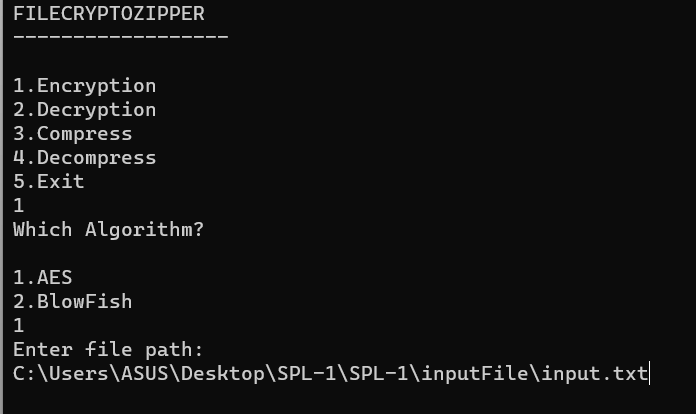 FILECRYPTOZIPPER
------------------
1.Encryption
2.Decryption
3.Compress
4.Decompress
5.Exit
1
Which Algorithm?
1.AES
2.BlowFish
1
Enter file path:
C:\Users\ASUS\Desktop\SPL-1\SPL-1\inputFile\input.txt